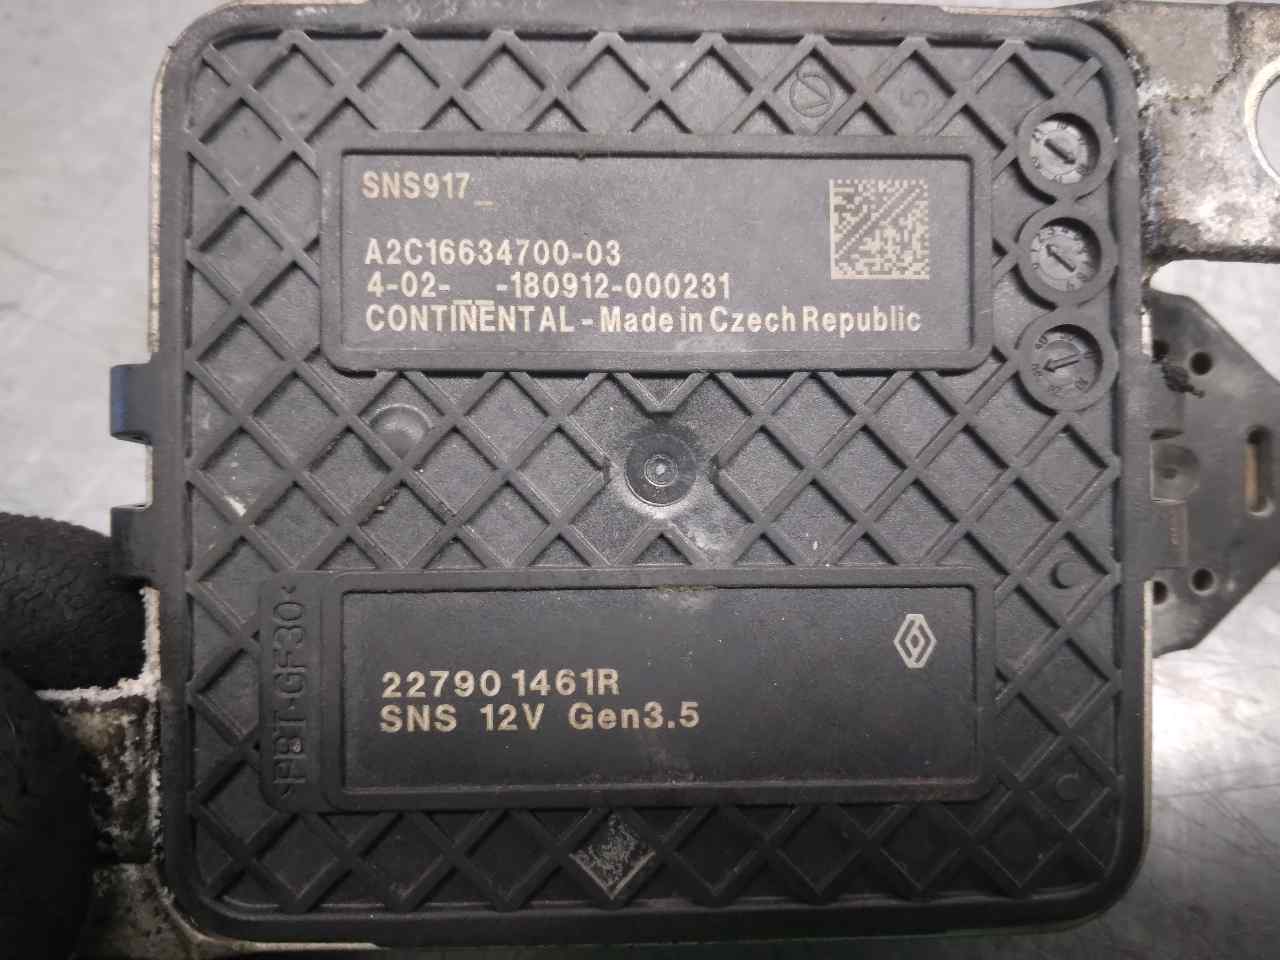 SNS917_
A2C16634700-03
4-02-__-180912-000231
CONTINENTAL - Made in Czech Republic
>PBT-GF30<
227901461R
SNS 12V Gen3.5